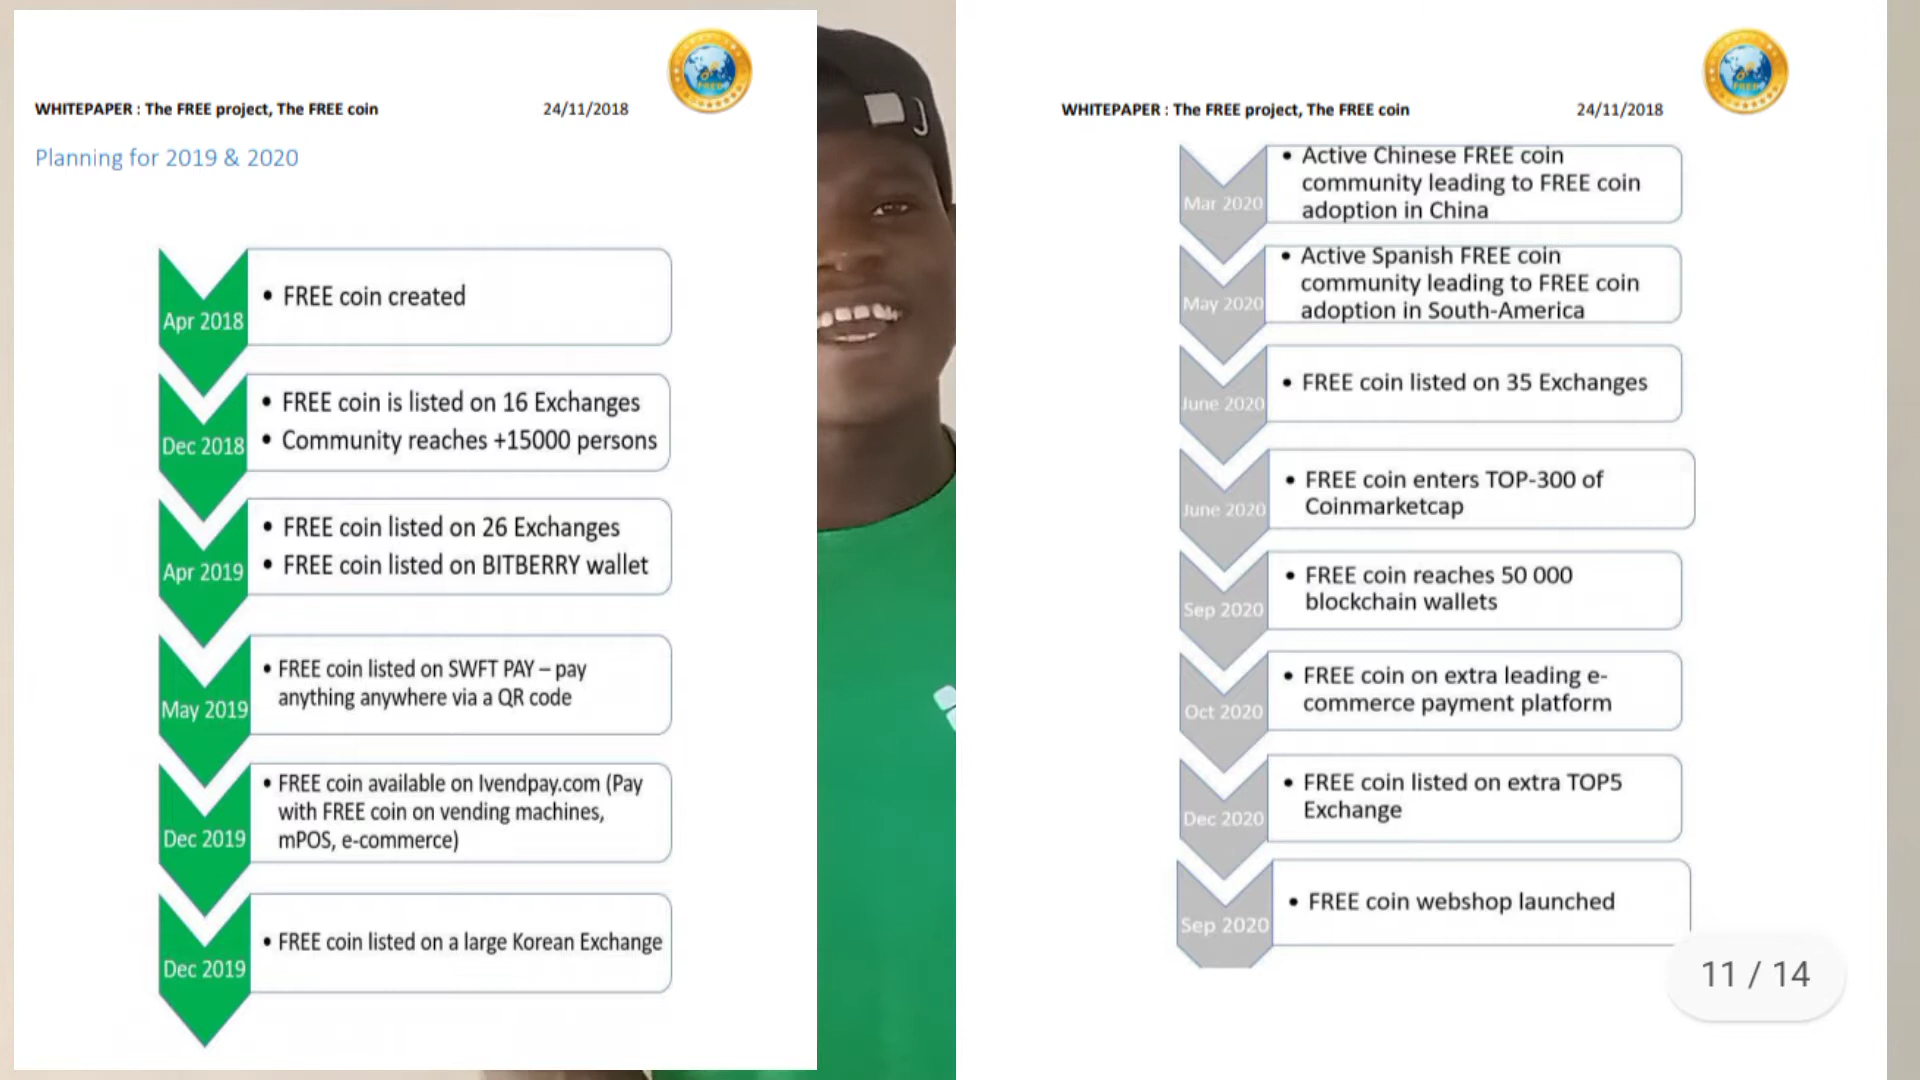 WHITEPAPER : The FREE project, The FREE coin 24/11/2018
Planning for 2019 & 2020
Apr 2018
• FREE coin created
Dec 2018
• FREE coin is listed on 16 Exchanges
• Community reaches +15000 persons
Apr 2019
• FREE coin listed on 26 Exchanges
• FREE coin listed on BITBERRY wallet
May 2019
• FREE coin listed on SWFT PAY – pay
anything anywhere via a QR code
Dec 2019
• FREE coin available on Ivendpay.com (Pay
with FREE coin on vending machines,
mPOS, e-commerce)
Dec 2019
• FREE coin listed on a large Korean Exchange
WHITEPAPER : The FREE project, The FREE coin 24/11/2018
Mar 2020
• Active Chinese FREE coin
community leading to FREE coin
adoption in China
May 2020
• Active Spanish FREE coin
community leading to FREE coin
adoption in South-America
June 2020
• FREE coin listed on 35 Exchanges
June 2020
• FREE coin enters TOP-300 of
Coinmarketcap
Sep 2020
• FREE coin reaches 50 000
blockchain wallets
Oct 2020
• FREE coin on extra leading e-
commerce payment platform
Dec 2020
• FREE coin listed on extra TOP5
Exchange
Sep 2020
• FREE coin webshop launched
11 / 14